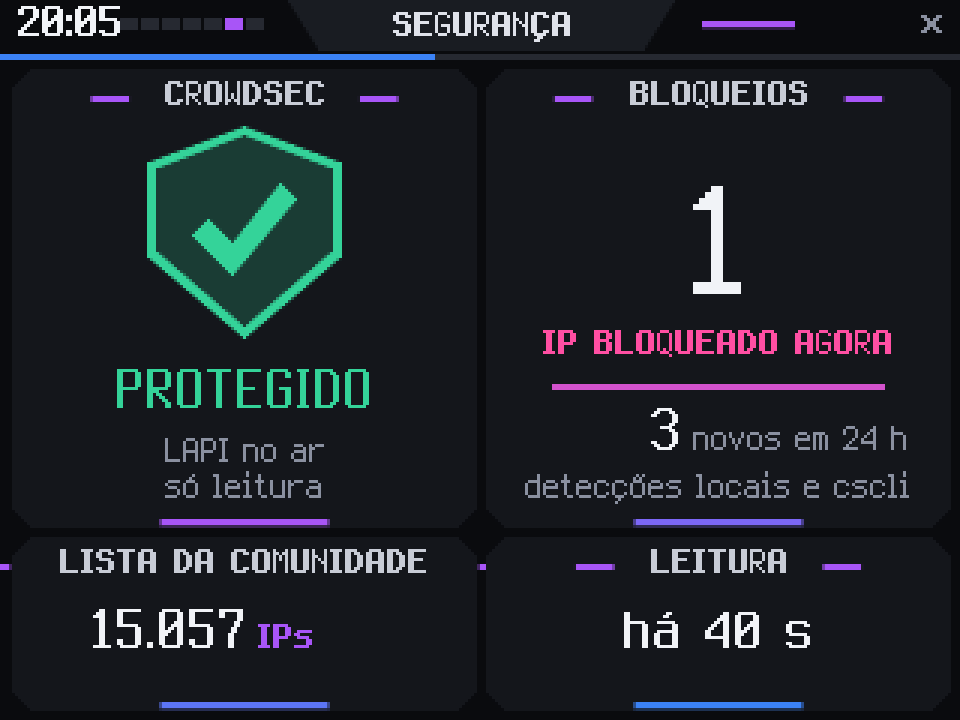 20:05
SEGURANÇA
x
CROWDSEC
PROTEGIDO
LAPI no ar
só leitura
BLOQUEIOS
1
IP BLOQUEADO AGORA
3 novos em 24 h
detecções locais e cscli
LISTA DA COMUNIDADE
15.057 IPs
LEITURA
há 40 s